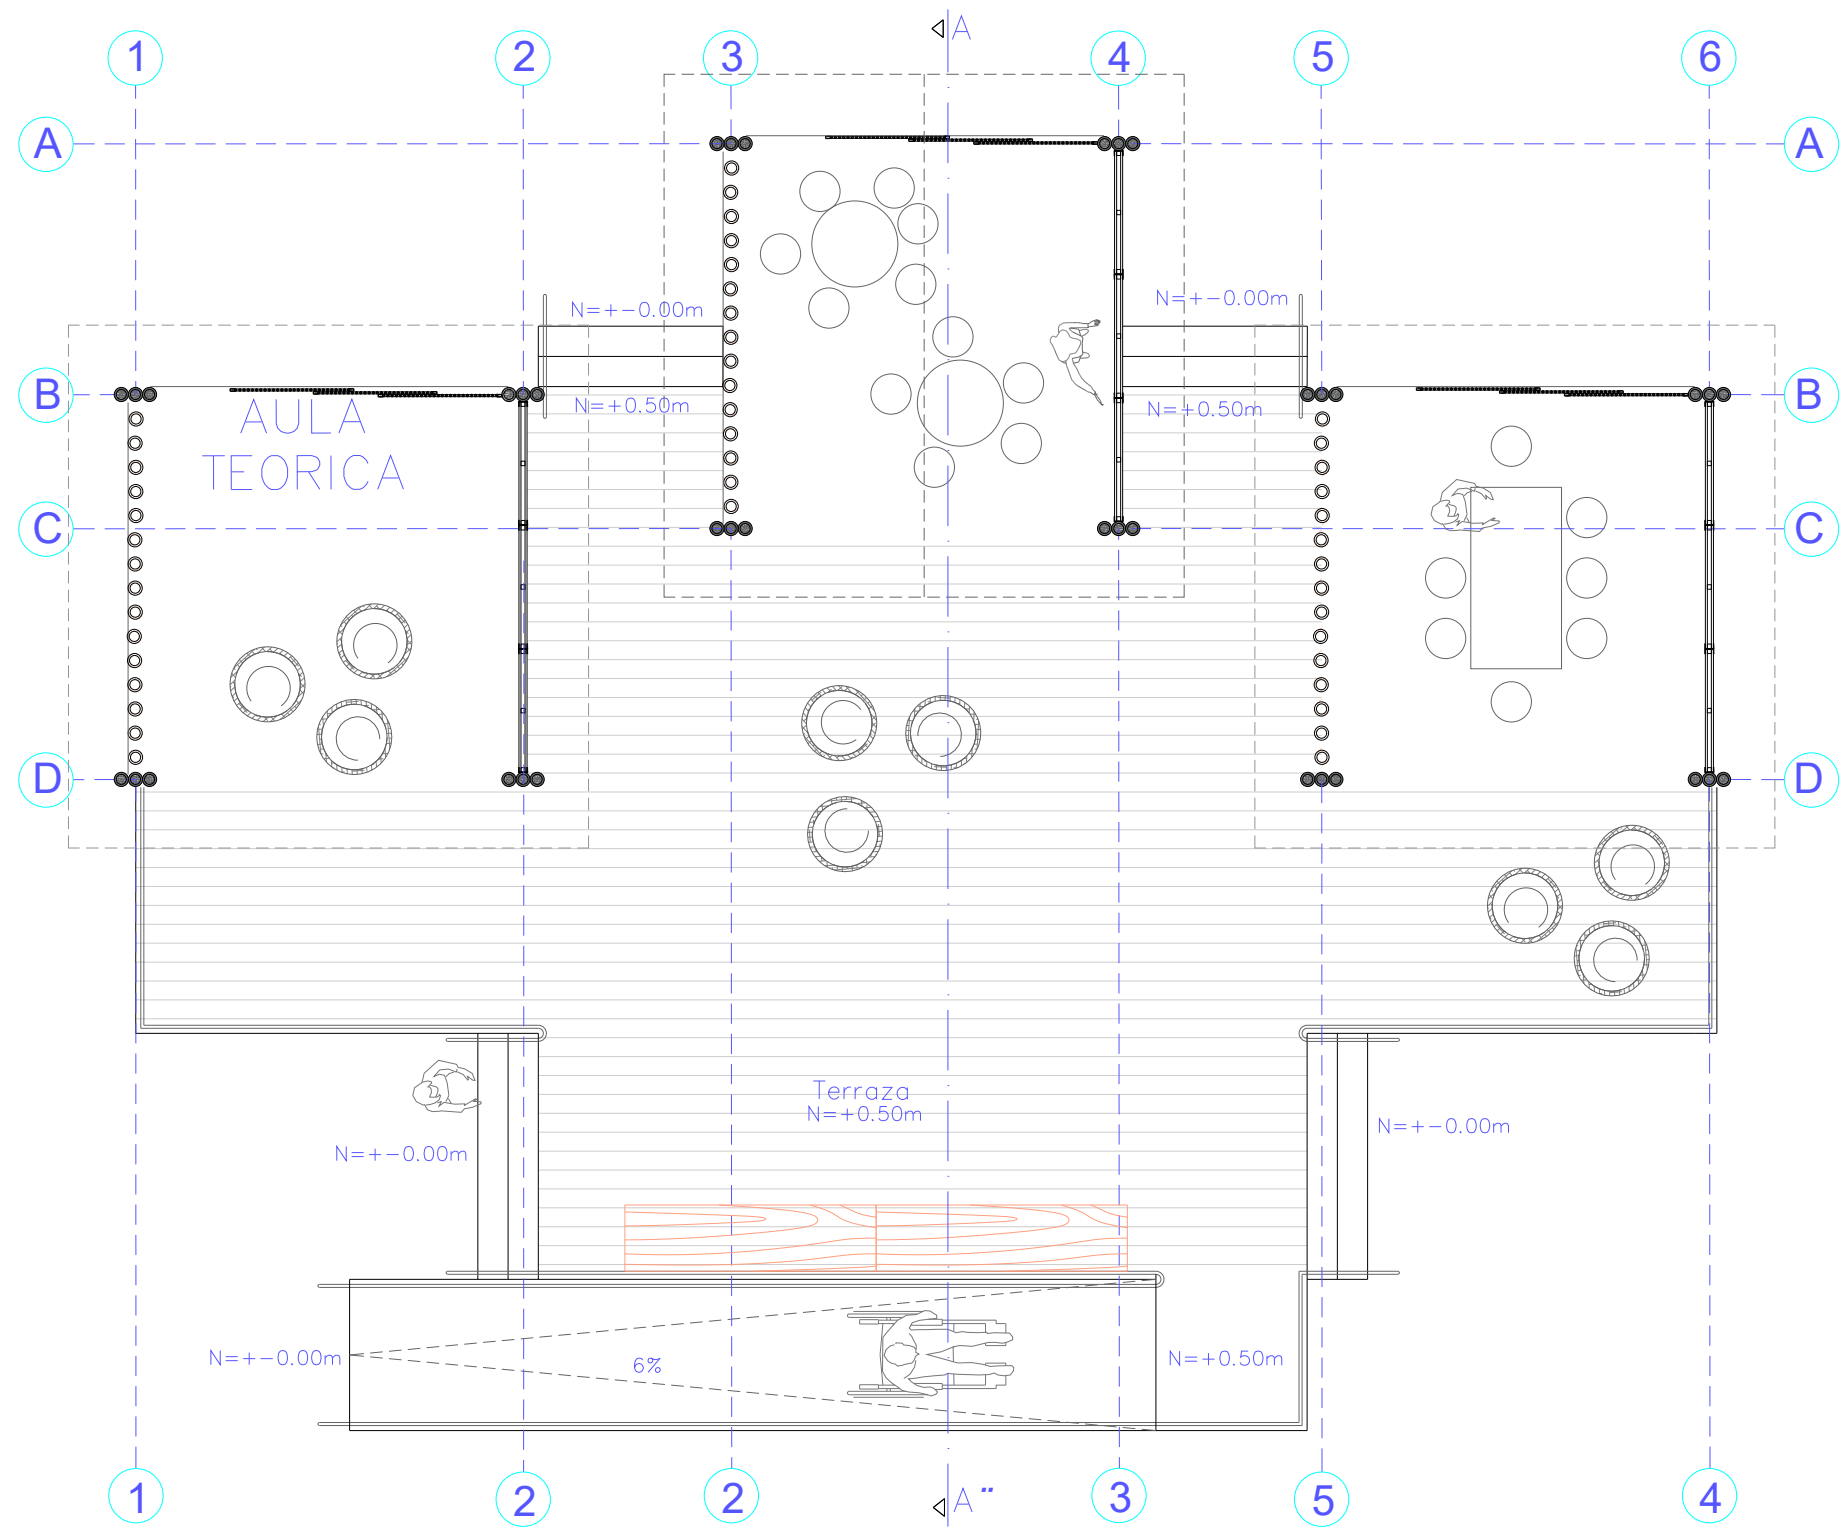 1 2 3 A 4 5 6
A A
N=+-0.00m N=+-0.00m
B B
N=+0.50m N=+0.50m
AULA
TEORICA
C C
D D
Terraza
N=+0.50m
N=+-0.00m N=+-0.00m
N=+-0.00m 6% N=+0.50m
1 2 2 A" 3 5 4